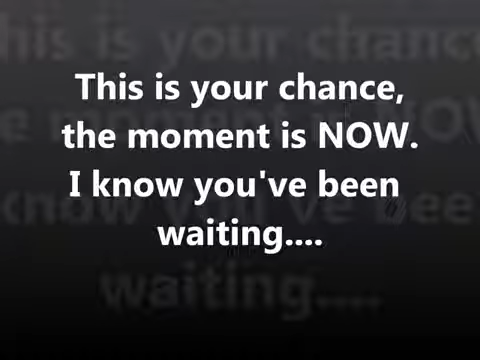 This is your chance,
the moment is NOW.
I know you've been
waiting....